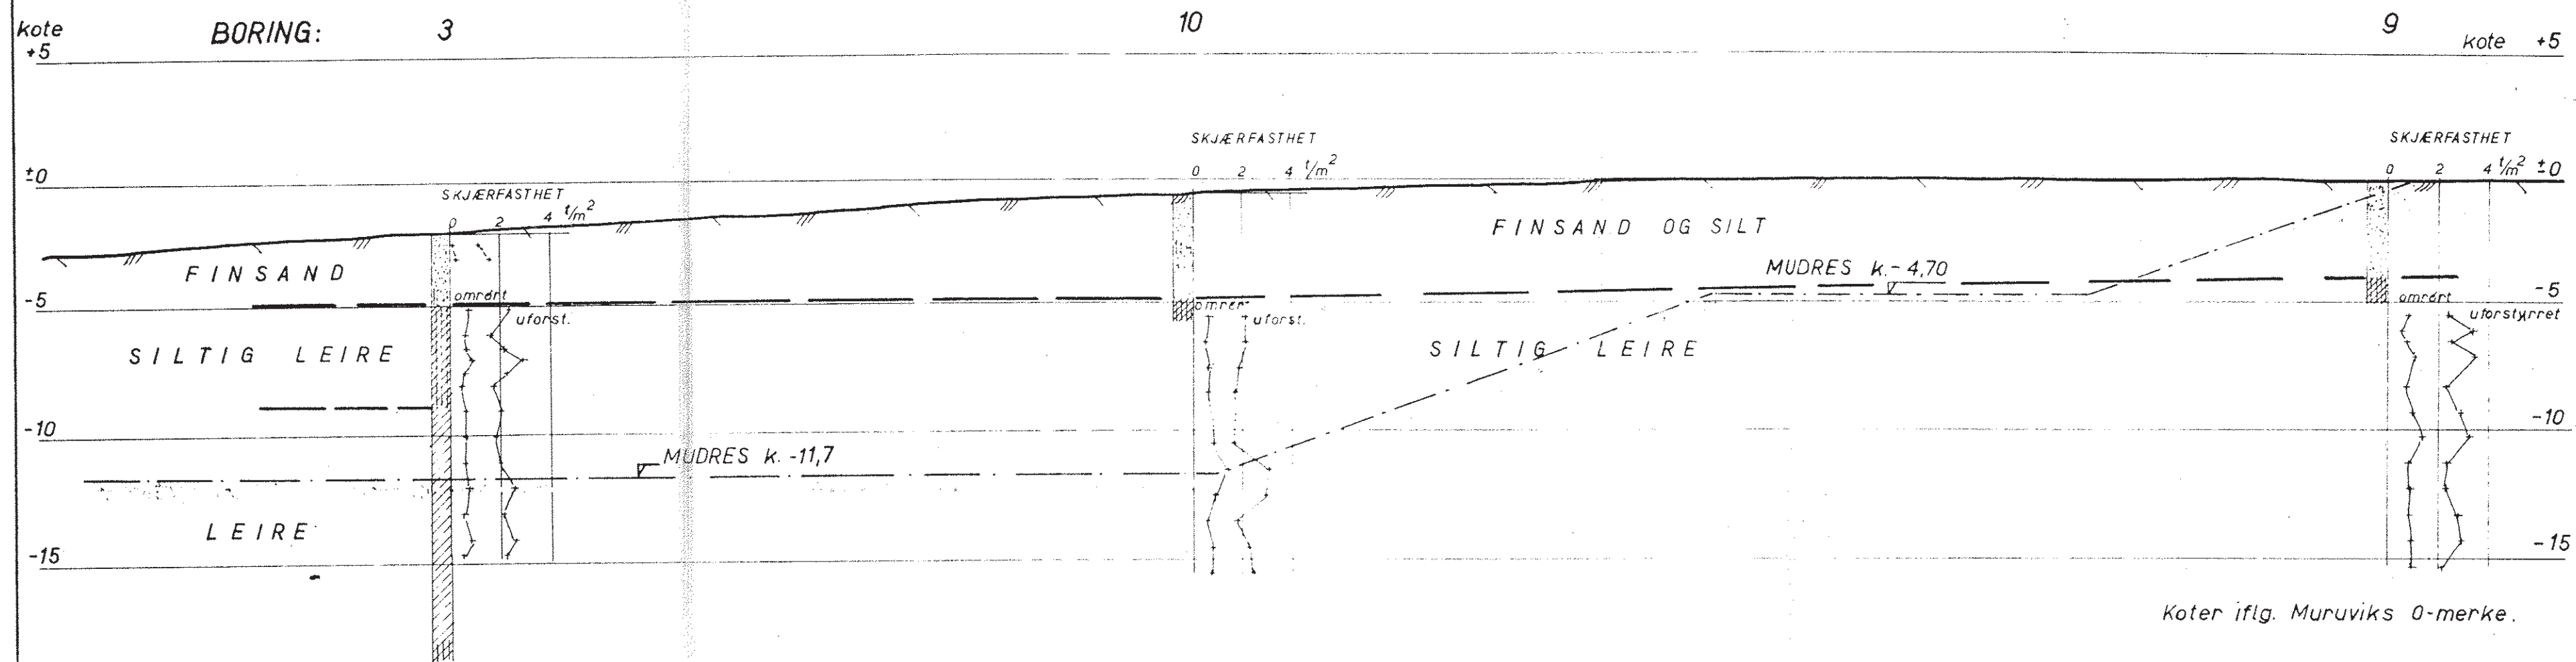 BORING: 3 10 9
kote +5
kote +5
SKJÆRFASTHET
0 2 4 t/m²
SKJÆRFASTHET
0 2 4 t/m²
SKJÆRFASTHET
0 2 4 t/m²
±0
±0
FINSAND
FINSAND OG SILT
MUDRES k.-4,70
-5
-5
omrørt
uforst.
omrør
uforst.
omrørt
uforstyrret
SILTIG LEIRE
SILTIG LEIRE
-10
-10
MUDRES k. -11,7
LEIRE
-15
-15
Koter iflg. Muruviks 0-merke.